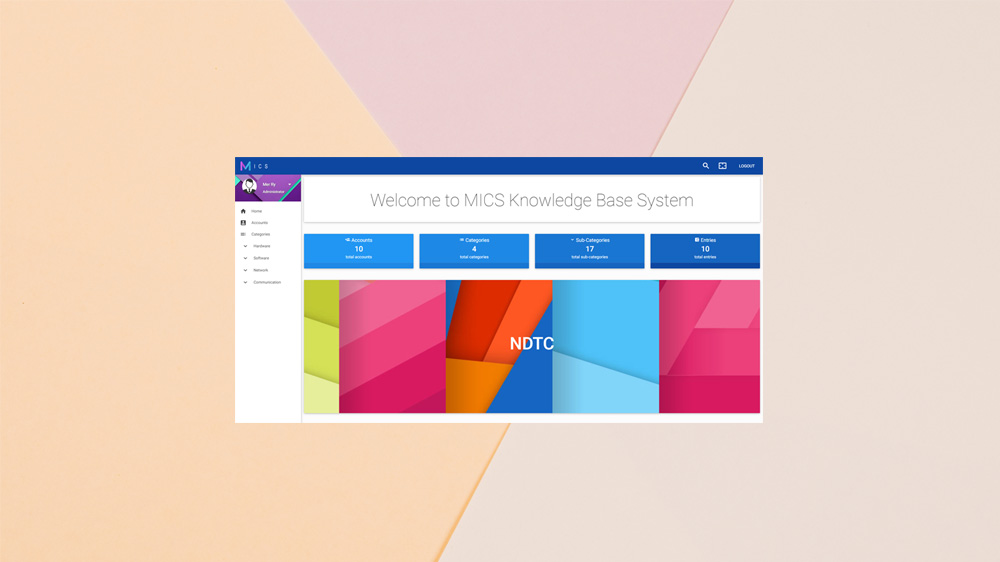 MICS
LOGOUT
Mac Ry
Administrator
Home
Accounts
Categories
Hardware
Software
Network
Communication
Welcome to MICS Knowledge Base System
Accounts
10
total accounts
Categories
4
total categories
Sub-Categories
17
total sub-categories
Entries
10
total entries
NDTC